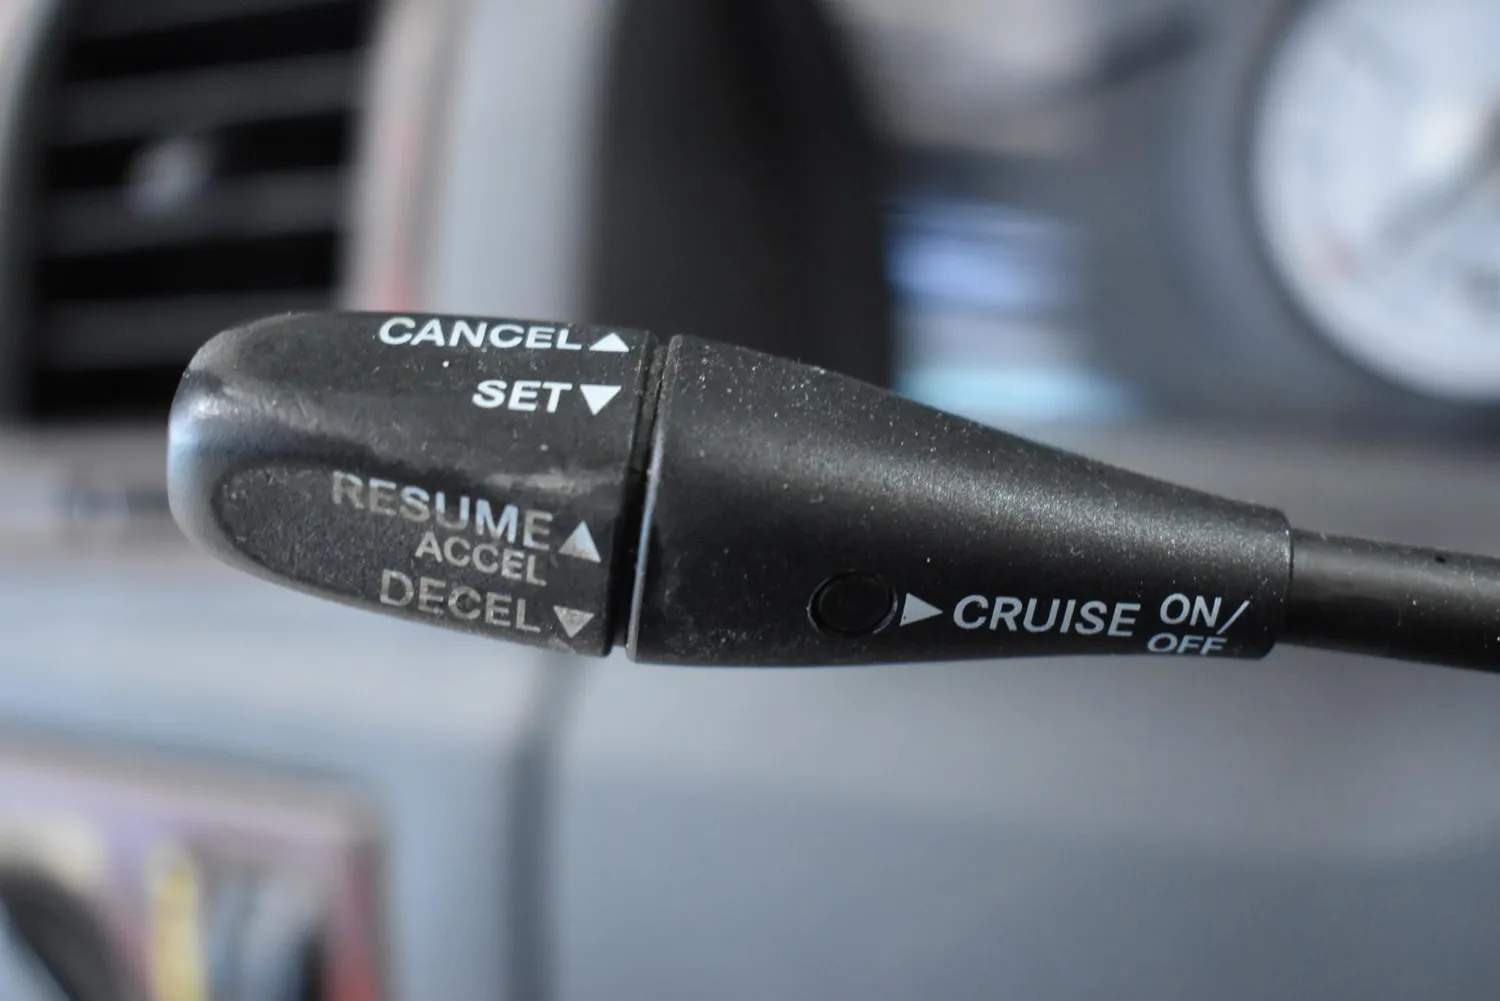 CANCEL▲
SET▼
RESUME▲
ACCEL
DECEL▼
▶CRUISE ON/
OFF